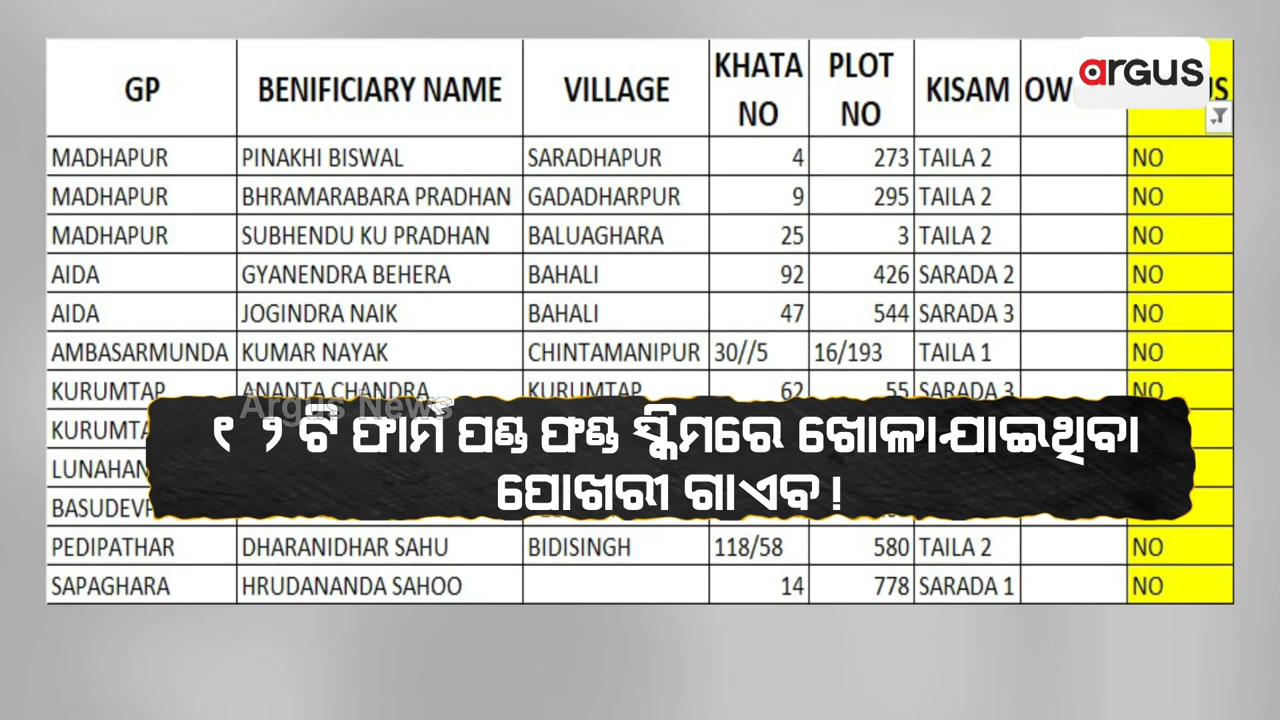 argus
GP BENIFICIARY NAME VILLAGE KHATA NO PLOT NO KISAM
MADHAPUR PINAKHI BISWAL SARADHAPUR 4 273 TAILA 2 NO
MADHAPUR BHRAMARABARA PRADHAN GADADHARPUR 9 295 TAILA 2 NO
MADHAPUR SUBHENDU KU PRADHAN BALUAGHARA 25 3 TAILA 2 NO
AIDA GYANENDRA BEHERA BAHALI 92 426 SARADA 2 NO
AIDA JOGINDRA NAIK BAHALI 47 544 SARADA 3 NO
AMBASARMUNDA KUMAR NAYAK CHINTAMANIPUR 30//5 16/193 TAILA 1 NO
KURUMTAP ANANTA CHANDRA KURUMTAP 62 55 SARADA 3 NO
Argus News
୧ ୨ ଟି ଫାର୍ମ ପଣ୍ଡ ଫଣ୍ଡ ସ୍କିମରେ ଖୋଳାଯାଇଥିବା
ପୋଖରୀ ଗାଏବ !
PEDIPATHAR DHARANIDHAR SAHU BIDISINGH 118/58 580 TAILA 2 NO
SAPAGHARA HRUDANANDA SAHOO 14 778 SARADA 1 NO